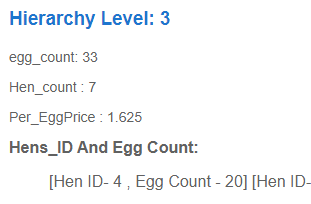 Hierarchy Level: 3
egg_count: 33
Hen_count : 7
Per_EggPrice : 1.625
Hens_ID And Egg Count:
[Hen ID- 4 , Egg Count - 20] [Hen ID-